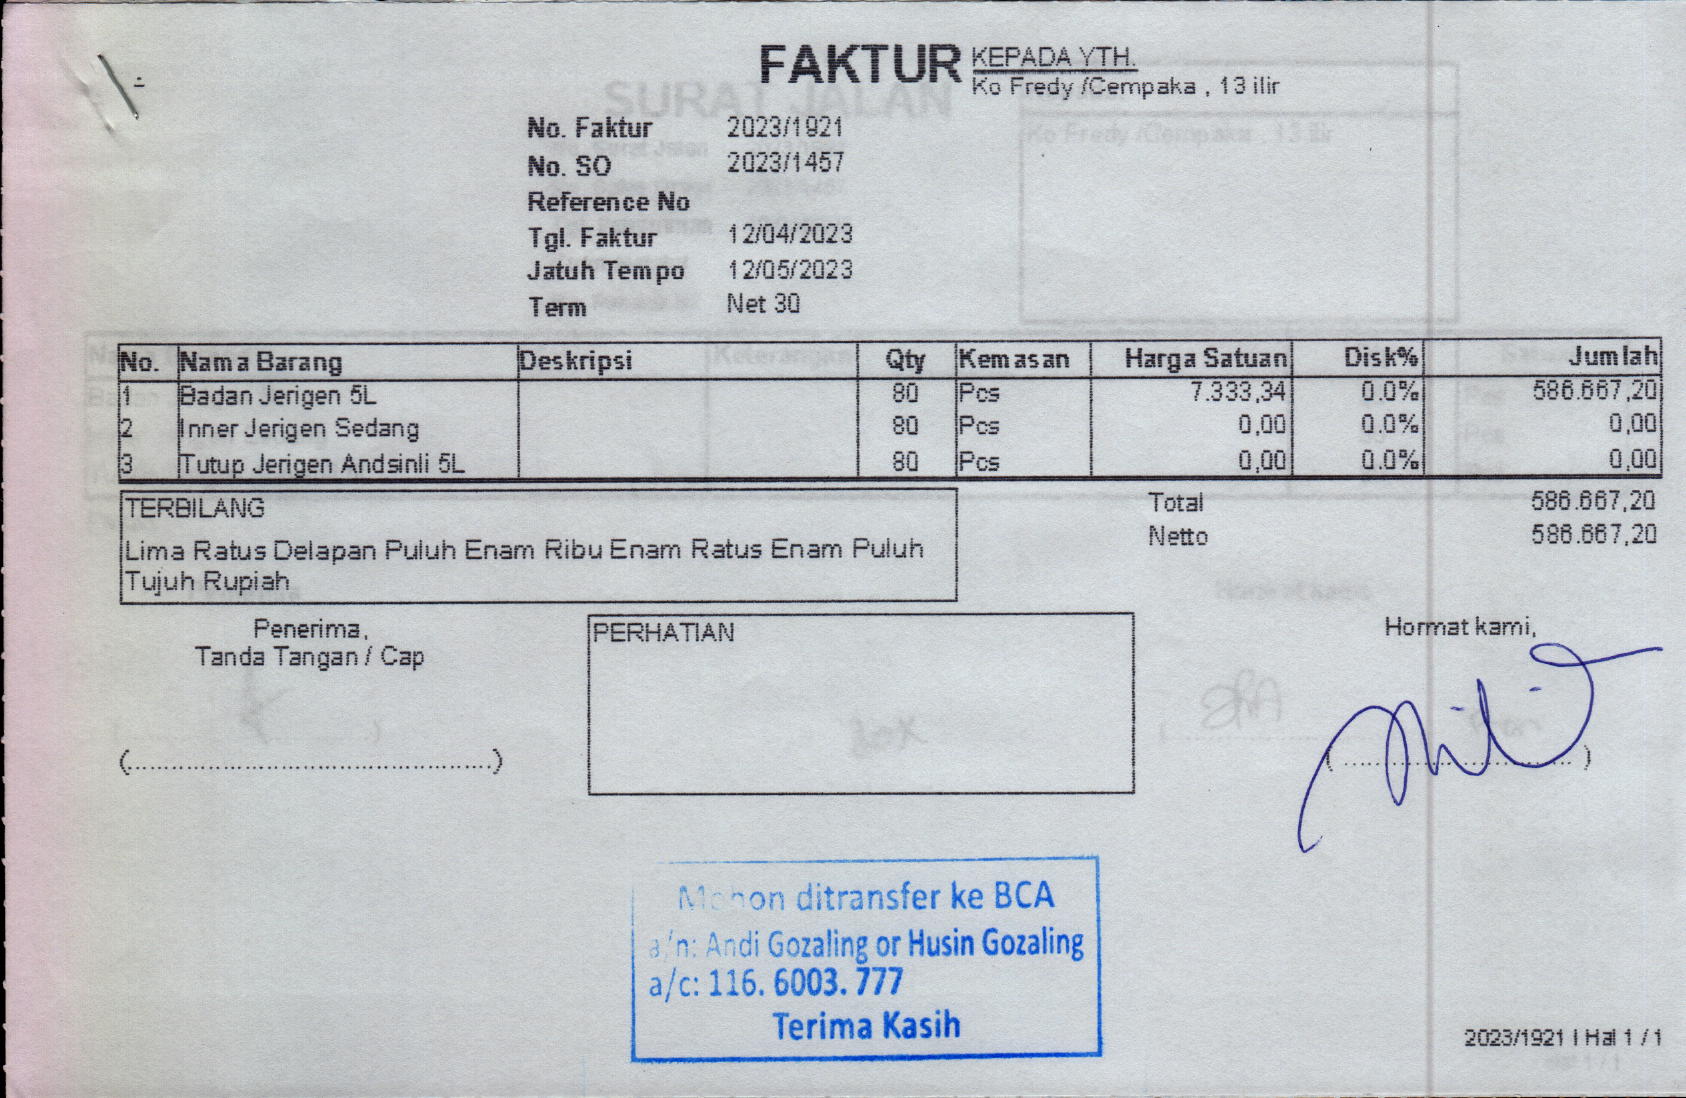 FAKTUR
KEPADA YTH.
Ko Fredy /Cempaka , 13 ilir
No. Faktur 2023/1921
No. SO 2023/1457
Reference No
Tgl. Faktur 12/04/2023
Jatuh Tempo 12/05/2023
Term Net 30
No. Nama Barang Deskripsi Qty Kemasan Harga Satuan Disk% Jumlah
1 Badan Jerigen 5L 80 Pcs 7.333,34 0.0% 586.667,20
2 Inner Jerigen Sedang 80 Pcs 0,00 0.0% 0,00
3 Tutup Jerigen Andsinli 5L 80 Pcs 0,00 0.0% 0,00
TERBILANG
Lima Ratus Delapan Puluh Enam Ribu Enam Ratus Enam Puluh
Tujuh Rupiah
Total 586.667,20
Netto 586.667,20
Penerima,
Tanda Tangan / Cap
(..............................................)
PERHATIAN
Hormat kami,
( .............................. )
Mohon ditransfer ke BCA
a/n: Andi Gozaling or Husin Gozaling
a/c: 116. 6003. 777
Terima Kasih
2023/1921 | Hal 1 / 1